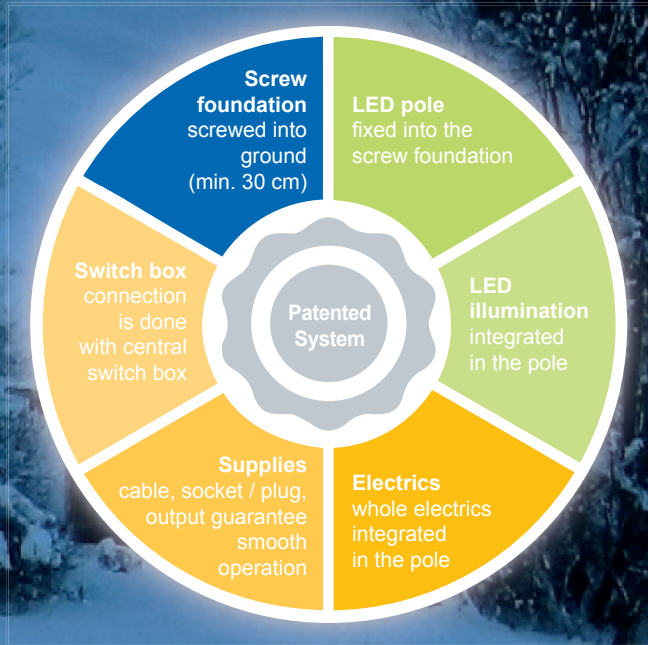 Screw
foundation
screwed into
ground
(min. 30 cm)
LED pole
fixed into the
screw foundation
LED
illumination
integrated
in the pole
Electrics
whole electrics
integrated
in the pole
Supplies
cable, socket / plug,
output guarantee
smooth
operation
Switch box
connection
is done
with central
switch box
Patented
System